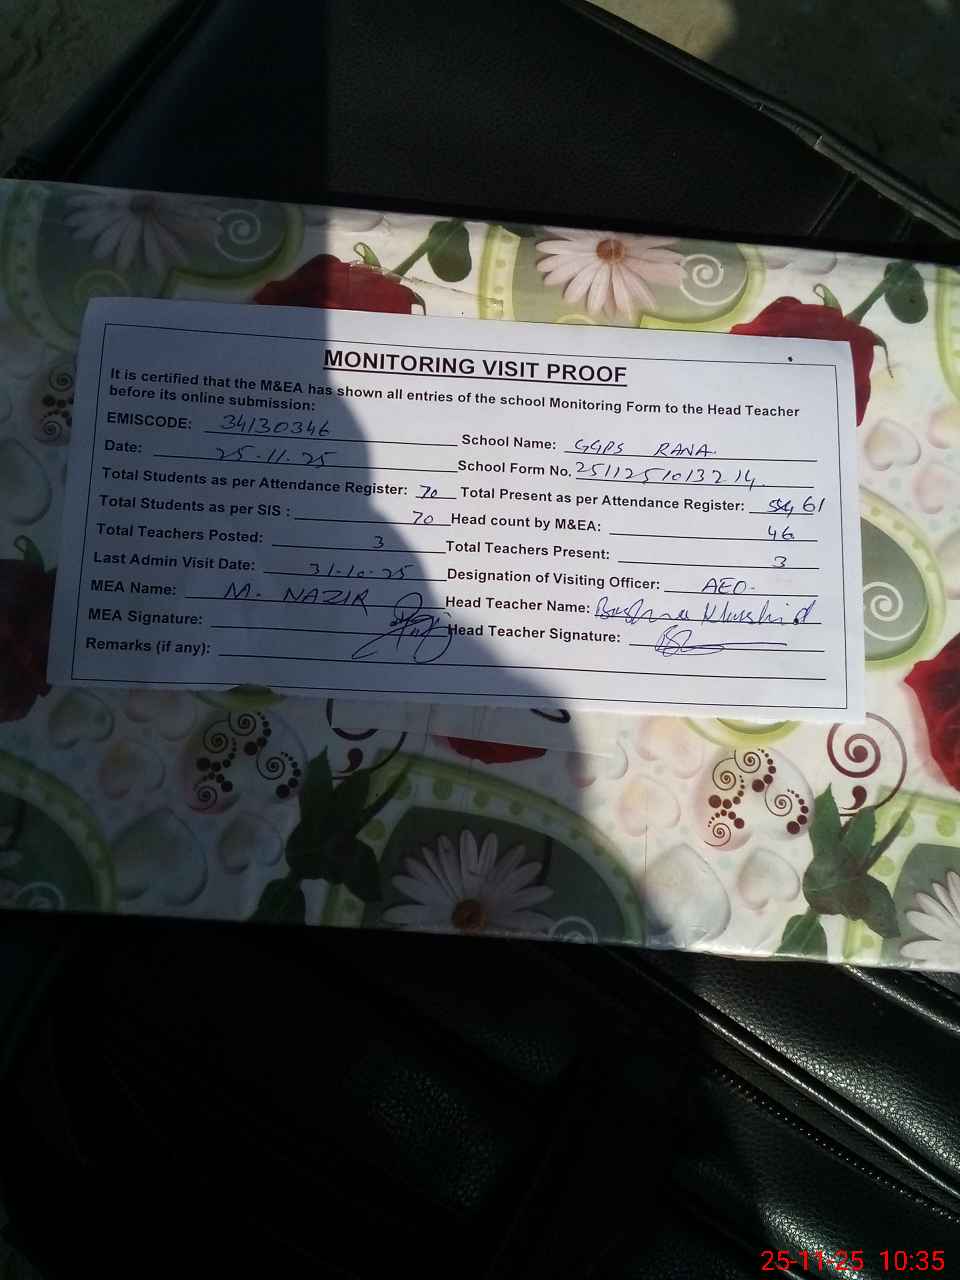 MONITORING VISIT PROOF
It is certified that the M&EA has shown all entries of the school Monitoring Form to the Head Teacher
before its online submission:
EMISCODE: 34130346 School Name: GGPS RANA.
Date: 25-11-25 School Form No. 2511251013214.
Total Students as per Attendance Register: 70 Total Present as per Attendance Register: 61
Total Students as per SIS : 70 Head count by M&EA: 46
Total Teachers Posted: 3 Total Teachers Present: 3
Last Admin Visit Date: 31-10-25 Designation of Visiting Officer: AEO-
MEA Name: M. NAZIR Head Teacher Name: Bushra Khurshid
MEA Signature: Head Teacher Signature:
Remarks (if any):
25-11-25 10:35